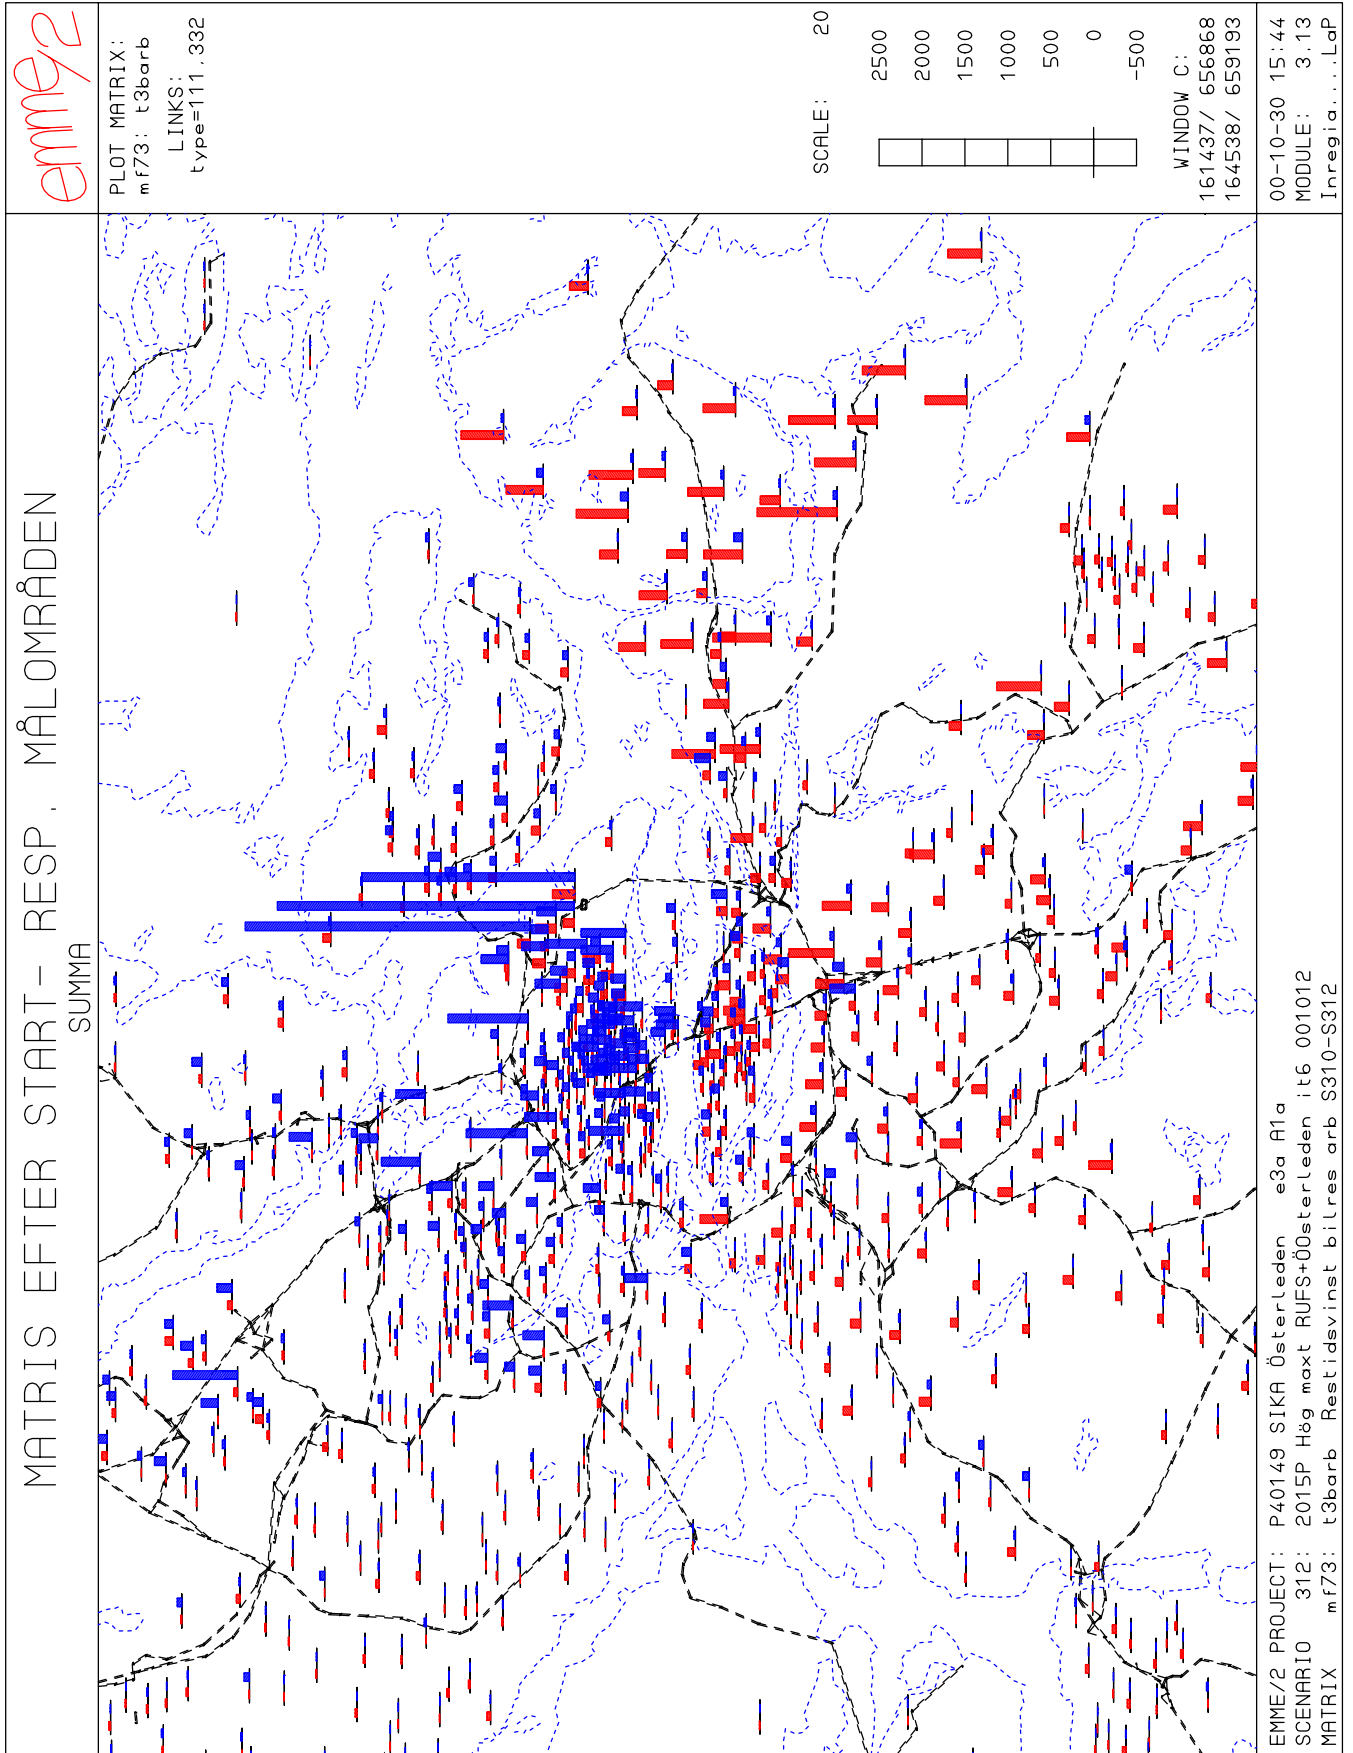 MATRIS EFTER START- RESP. MÅLOMRÅDEN
SUMMA
emme/2
PLOT MATRIX:
mf73: t3barb
LINKS:
type=111,332
SCALE: 20
2500
2000
1500
1000
500
0
-500
WINDOW C:
161437/ 656868
164538/ 659193
EMME/2 PROJECT: P40149 SIKA Österleden e3a A1a
SCENARIO 312: 2015P Hög maxt RUFS+ÖÖsterleden it6 001012
MATRIX mf73: t3barb Restidsvinst bilres arb S310-S312
00-10-30 15:44
MODULE: 3.13
Inregia....LaP